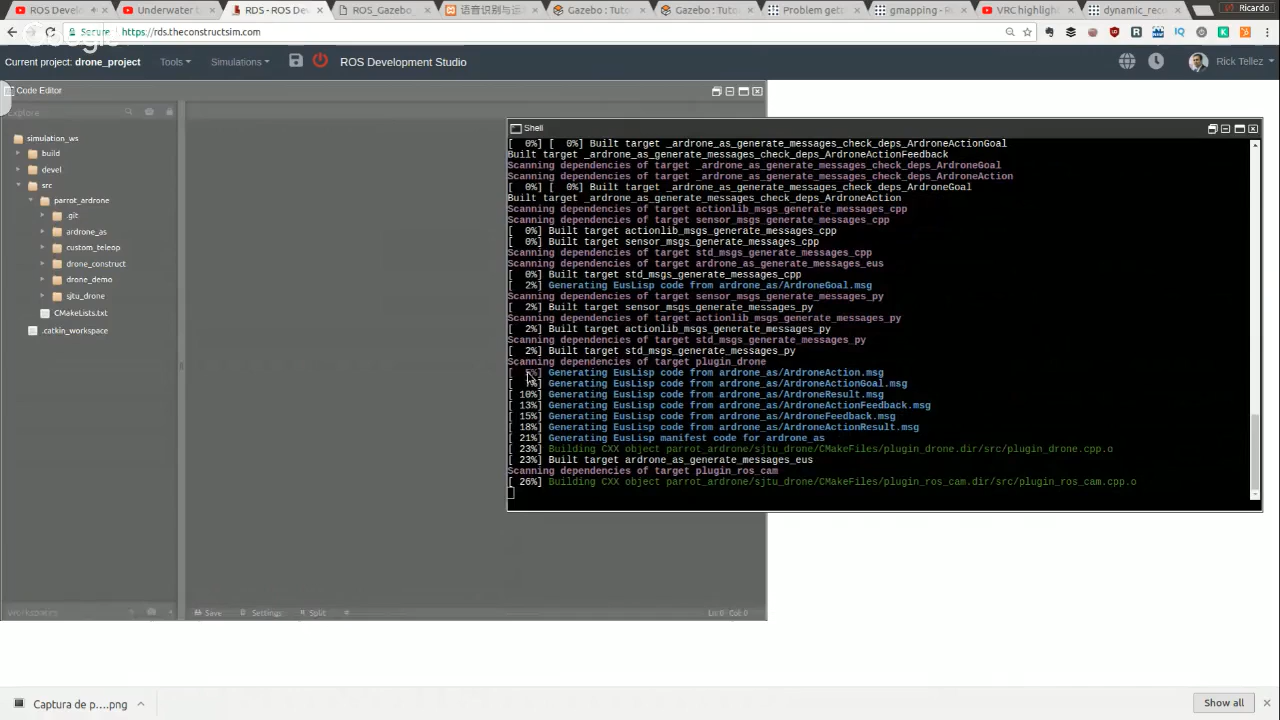 ROS Develo
Underwater
RDS - ROS De
ROS_Gazebo_
语音识别与运
Gazebo : Tuto
Gazebo : Tuto
Problem gett
gmapping - R
VRC highligh
dynamic_reco
Ricardo
Secure
https://rds.theconstructsim.com
Google
Current project: drone_project
Tools
Simulations
ROS Development Studio
Rick Tellez
Code Editor
Explore
simulation_ws
build
devel
src
parrot_ardrone
.git
ardrone_as
custom_teleop
drone_construct
drone_demo
sjtu_drone
CMakeLists.txt
.catkin_workspace
Save
Settings
Split
Ln:0 Col:0
Shell
[  0%] [  0%] Built target _ardrone_as_generate_messages_check_deps_ArdroneActionGoal
Built target _ardrone_as_generate_messages_check_deps_ArdroneActionFeedback
Scanning dependencies of target _ardrone_as_generate_messages_check_deps_ArdroneGoal
Scanning dependencies of target _ardrone_as_generate_messages_check_deps_ArdroneAction
[  0%] [  0%] Built target _ardrone_as_generate_messages_check_deps_ArdroneGoal
Built target _ardrone_as_generate_messages_check_deps_ArdroneAction
Scanning dependencies of target actionlib_msgs_generate_messages_cpp
Scanning dependencies of target sensor_msgs_generate_messages_cpp
[  0%] Built target actionlib_msgs_generate_messages_cpp
[  0%] Built target sensor_msgs_generate_messages_cpp
Scanning dependencies of target std_msgs_generate_messages_cpp
Scanning dependencies of target ardrone_as_generate_messages_eus
[  0%] Built target std_msgs_generate_messages_cpp
[  2%] Generating EusLisp code from ardrone_as/ArdroneGoal.msg
Scanning dependencies of target sensor_msgs_generate_messages_py
[  2%] Built target sensor_msgs_generate_messages_py
Scanning dependencies of target actionlib_msgs_generate_messages_py
[  2%] Built target actionlib_msgs_generate_messages_py
Scanning dependencies of target std_msgs_generate_messages_py
[  2%] Built target std_msgs_generate_messages_py
Scanning dependencies of target plugin_drone
[  5%] Generating EusLisp code from ardrone_as/ArdroneAction.msg
[ %] Generating EusLisp code from ardrone_as/ArdroneActionGoal.msg
[ 10%] Generating EusLisp code from ardrone_as/ArdroneResult.msg
[ 13%] Generating EusLisp code from ardrone_as/ArdroneActionFeedback.msg
[ 15%] Generating EusLisp code from ardrone_as/ArdroneFeedback.msg
[ 18%] Generating EusLisp code from ardrone_as/ArdroneActionResult.msg
[ 21%] Generating EusLisp manifest code for ardrone_as
[ 23%] Building CXX object parrot_ardrone/sjtu_drone/CMakeFiles/plugin_drone.dir/src/plugin_drone.cpp.o
[ 23%] Built target ardrone_as_generate_messages_eus
Scanning dependencies of target plugin_ros_cam
[ 26%] Building CXX object parrot_ardrone/sjtu_drone/CMakeFiles/plugin_ros_cam.dir/src/plugin_ros_cam.cpp.o
Captura de p....png
Show all